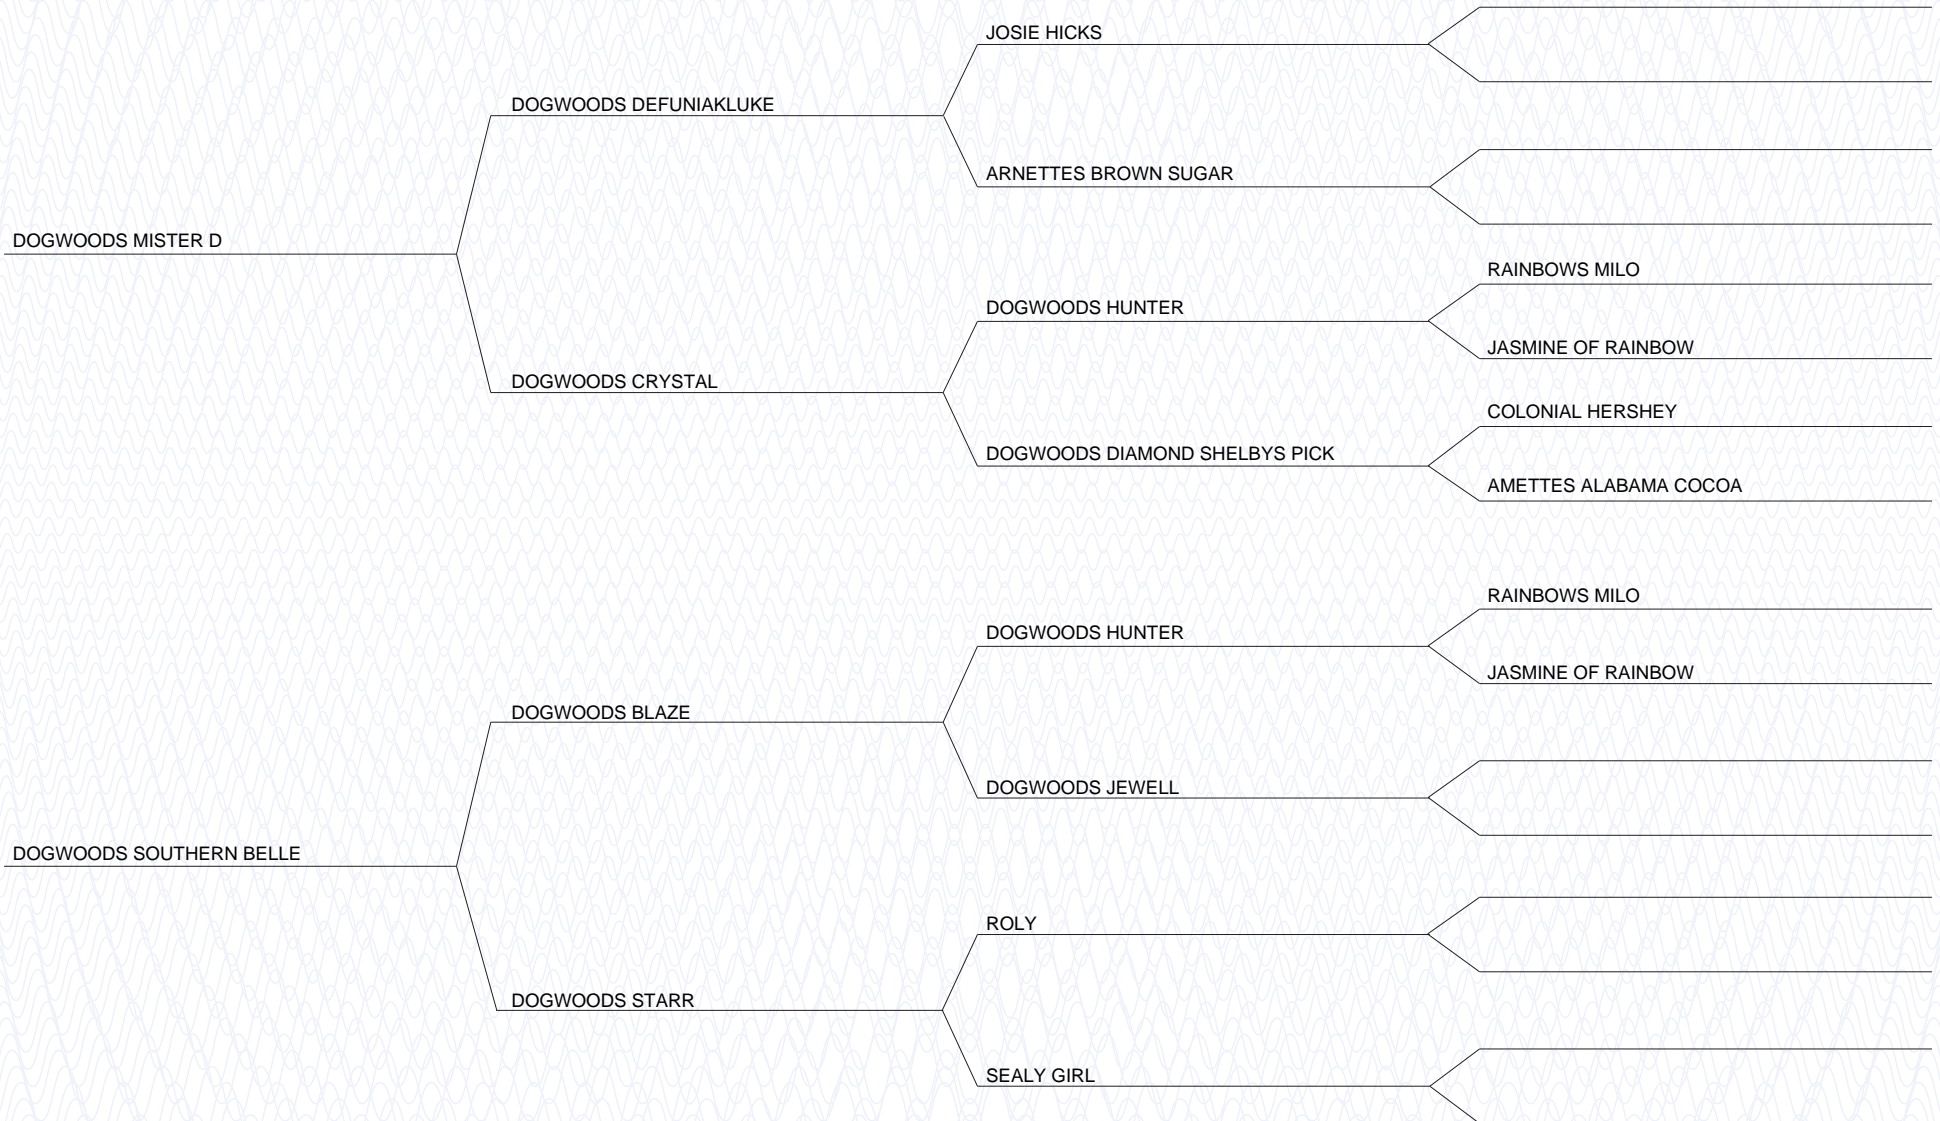 JOSIE HICKS
DOGWOODS DEFUNIAKLUKE
ARNETTES BROWN SUGAR
DOGWOODS MISTER D
RAINBOWS MILO
DOGWOODS HUNTER
JASMINE OF RAINBOW
DOGWOODS CRYSTAL
COLONIAL HERSHEY
DOGWOODS DIAMOND SHELBYS PICK
AMETTES ALABAMA COCOA
RAINBOWS MILO
DOGWOODS HUNTER
JASMINE OF RAINBOW
DOGWOODS BLAZE
DOGWOODS JEWELL
DOGWOODS SOUTHERN BELLE
ROLY
DOGWOODS STARR
SEALY GIRL